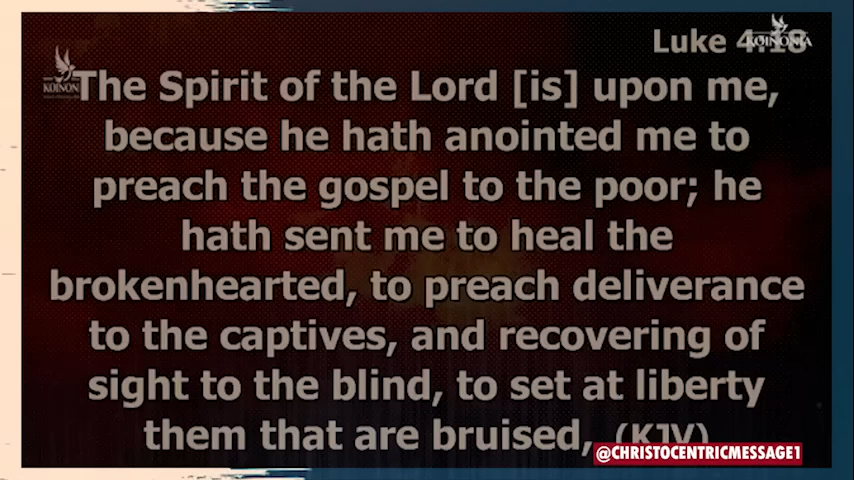 Luke 4:18
KOINONIA
KOINONIA
The Spirit of the Lord [is] upon me,
because he hath anointed me to
preach the gospel to the poor; he
hath sent me to heal the
brokenhearted, to preach deliverance
to the captives, and recovering of
sight to the blind, to set at liberty
them that are bruised, (KJV)
@CHRISTOCENTRICMESSAGE1